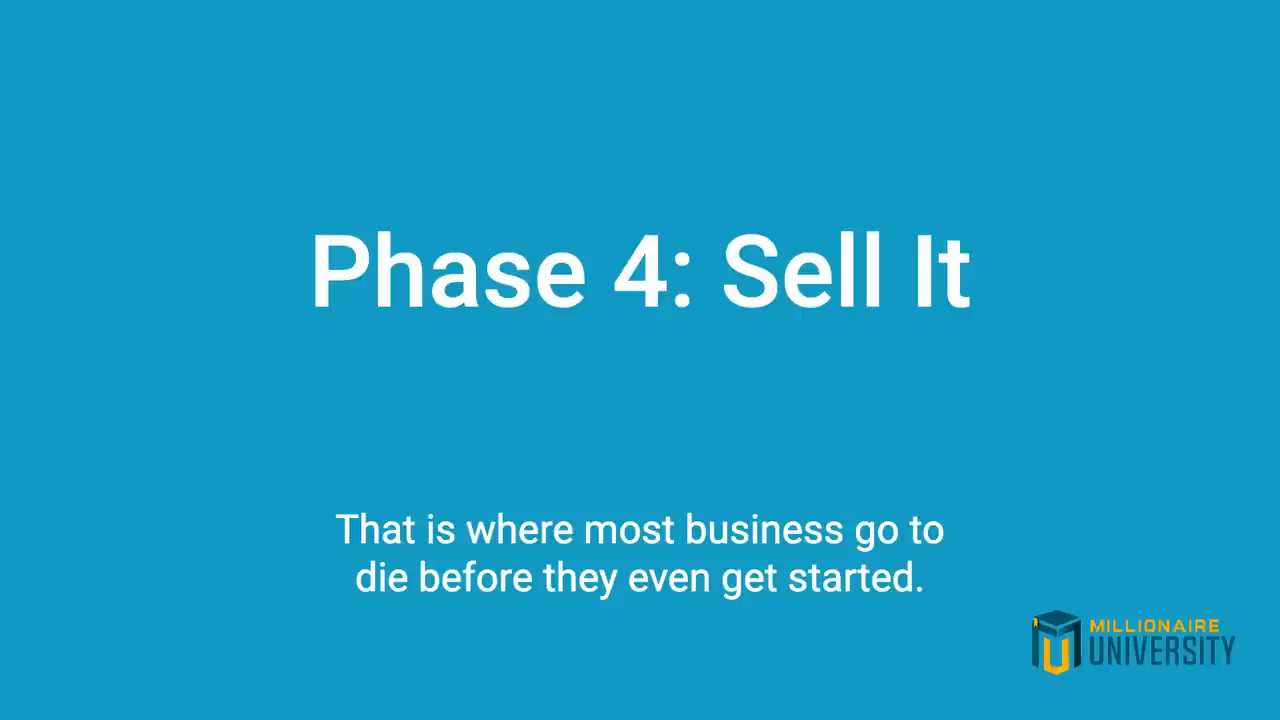 Phase 4: Sell It
That is where most business go to
die before they even get started.
MILLIONAIRE
UNIVERSITY